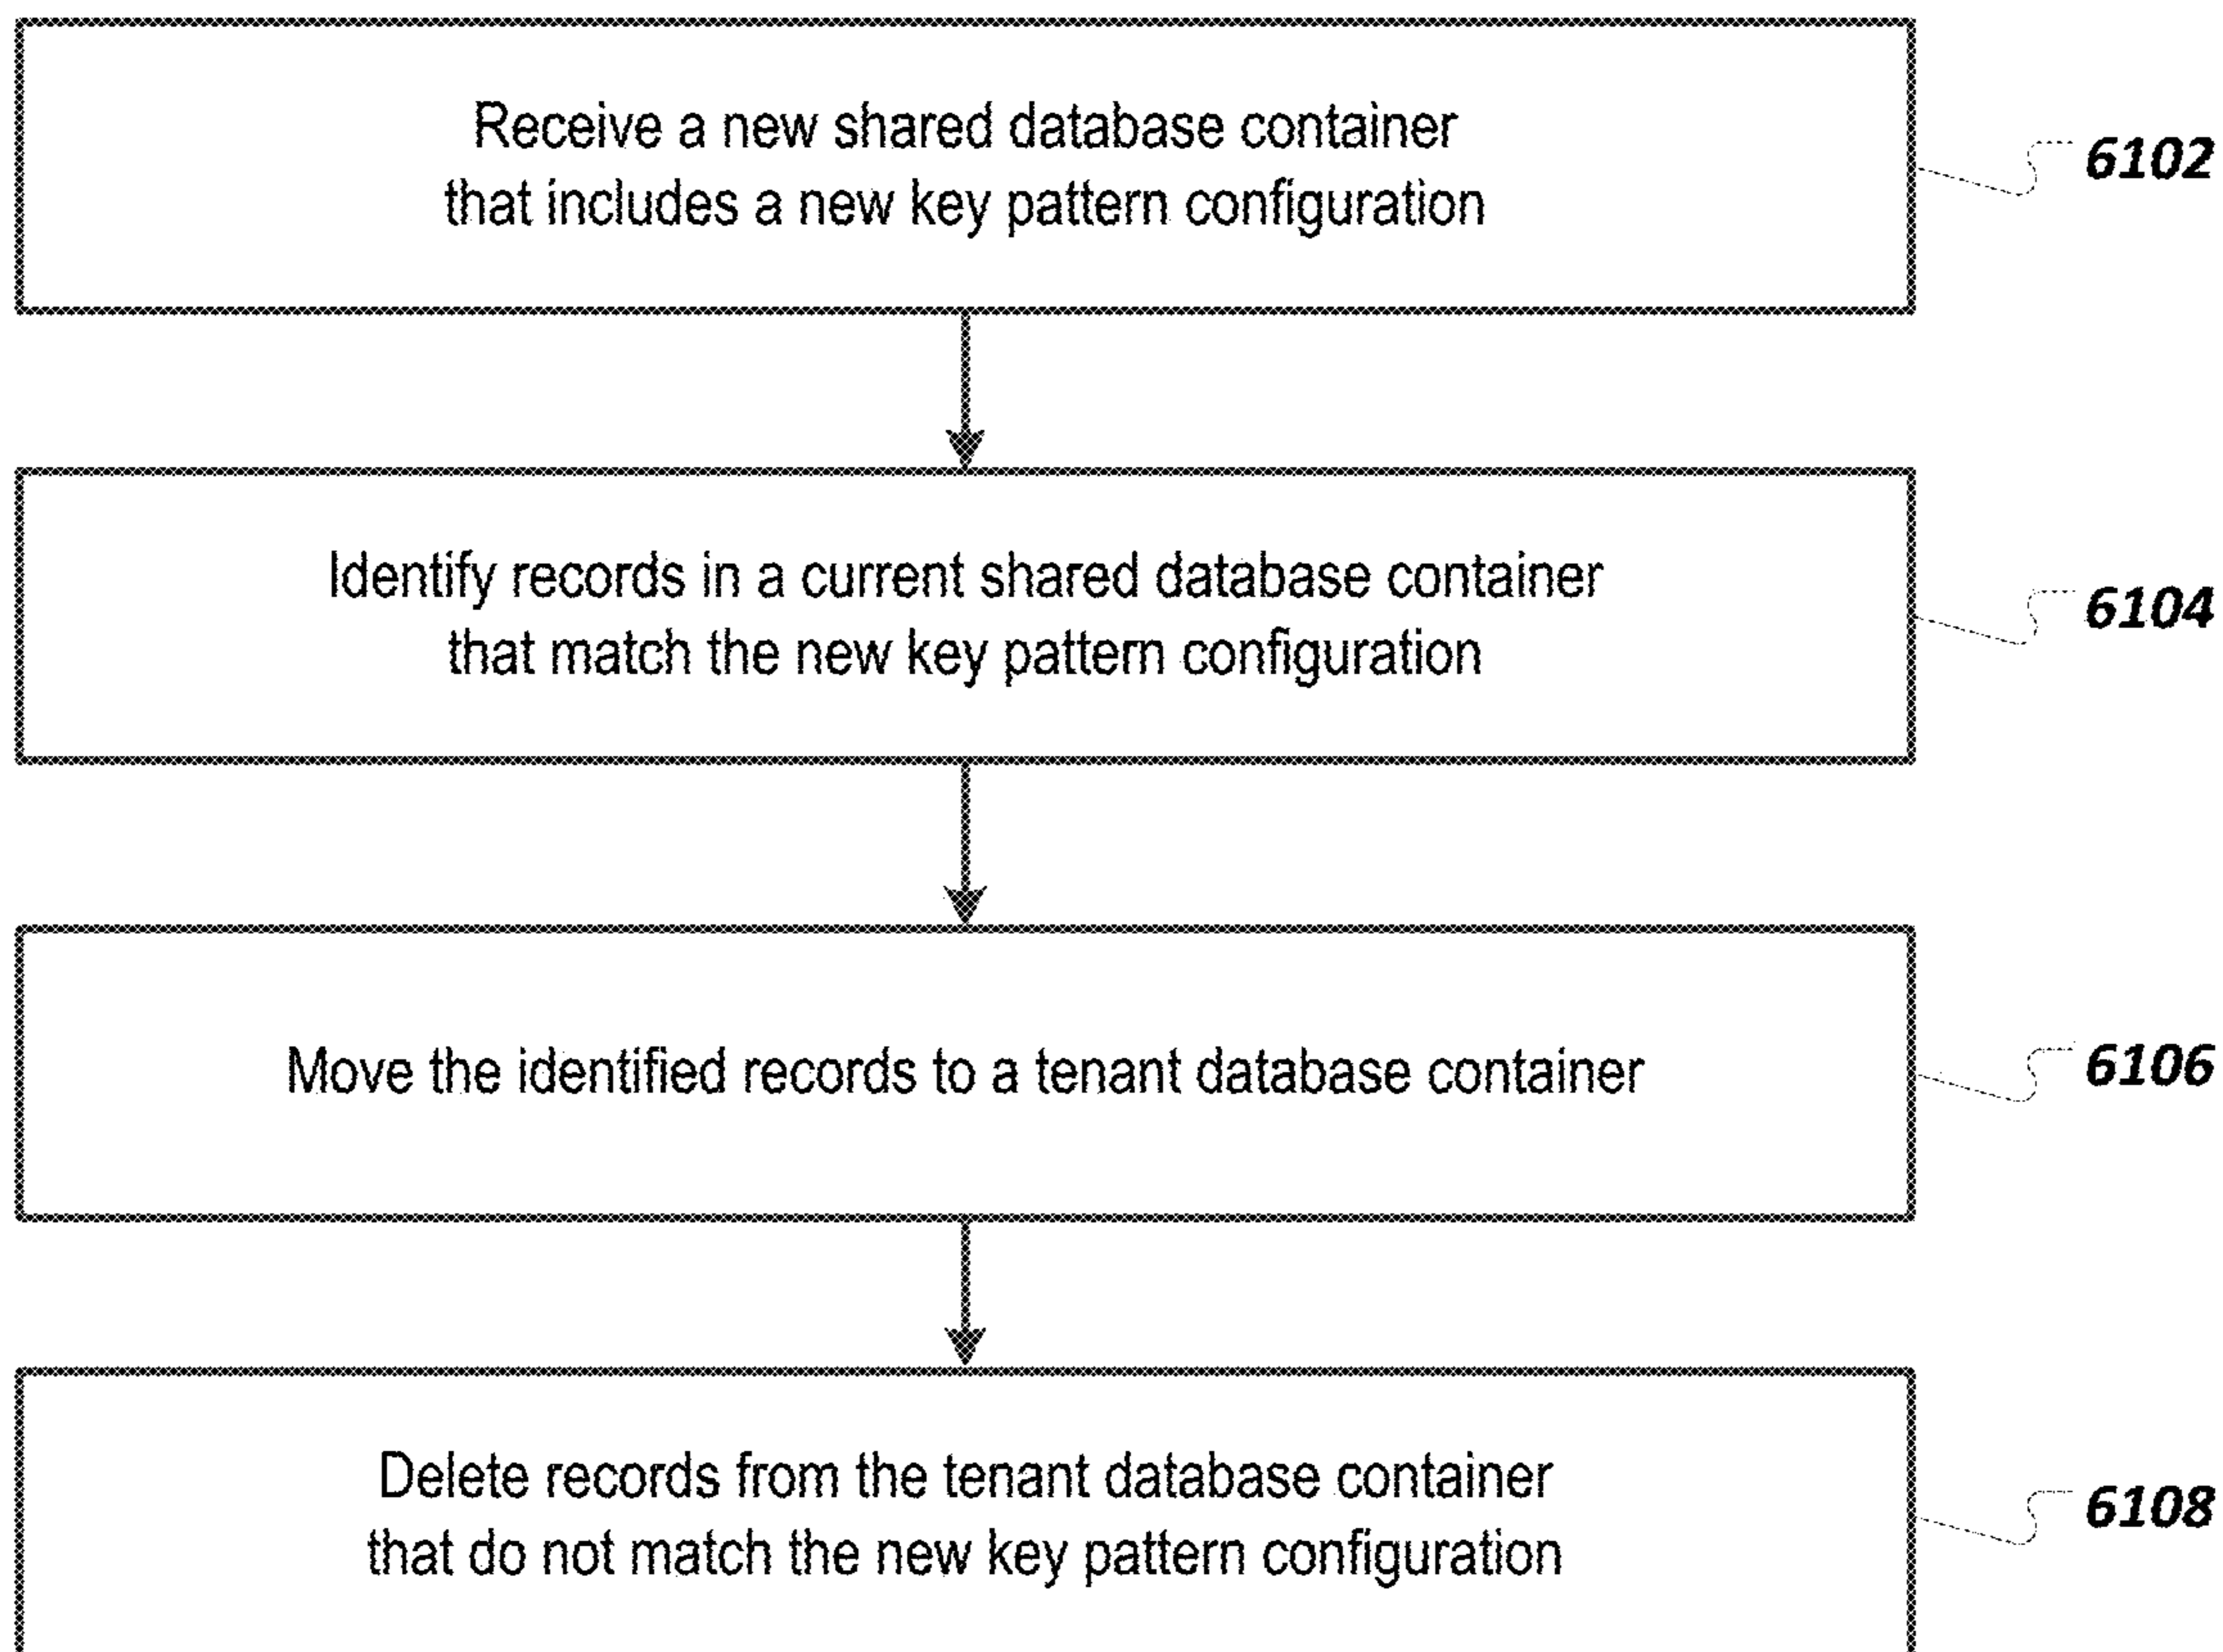 Receive a new shared database container
that includes a new key pattern configuration
6102
Identify records in a current shared database container
that match the new key pattern configuration
6104
Move the identified records to a tenant database container
6106
Delete records from the tenant database container
that do not match the new key pattern configuration
6108